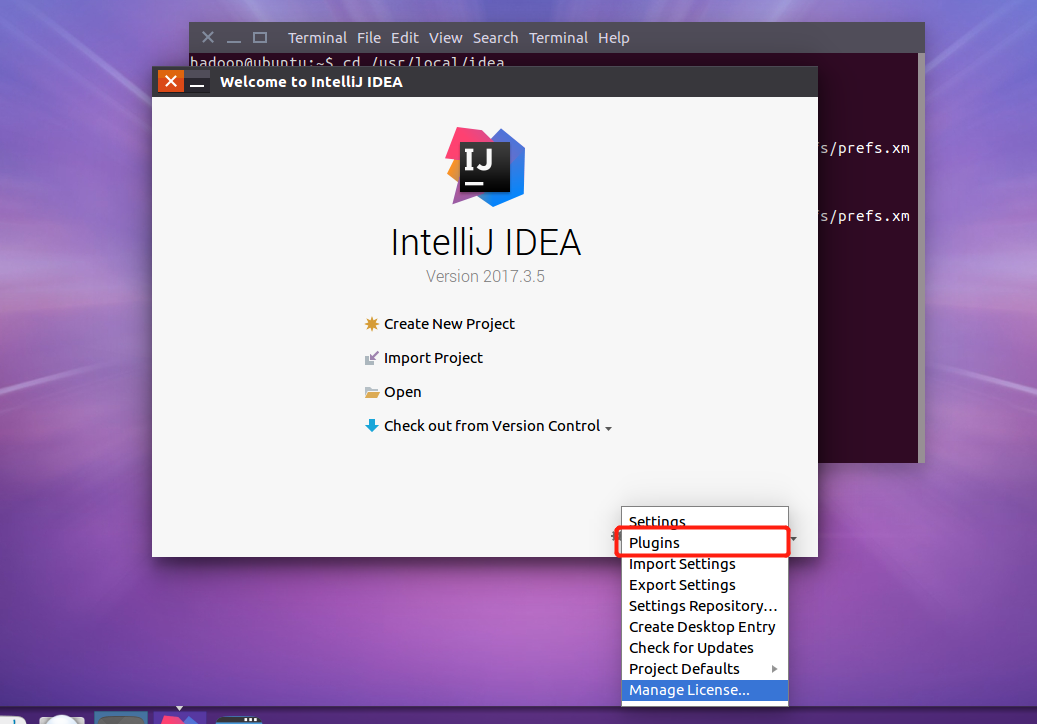 Terminal File Edit View Search Terminal Help
hadoop@ubuntu:~$ cd /usr/local/idea
Welcome to IntelliJ IDEA
fs/prefs.xm
fs/prefs.xm
IJ
IntelliJ IDEA
Version 2017.3.5
Create New Project
Import Project
Open
Check out from Version Control
Settings
Plugins
Import Settings
Export Settings
Settings Repository...
Create Desktop Entry
Check for Updates
Project Defaults
Manage License...